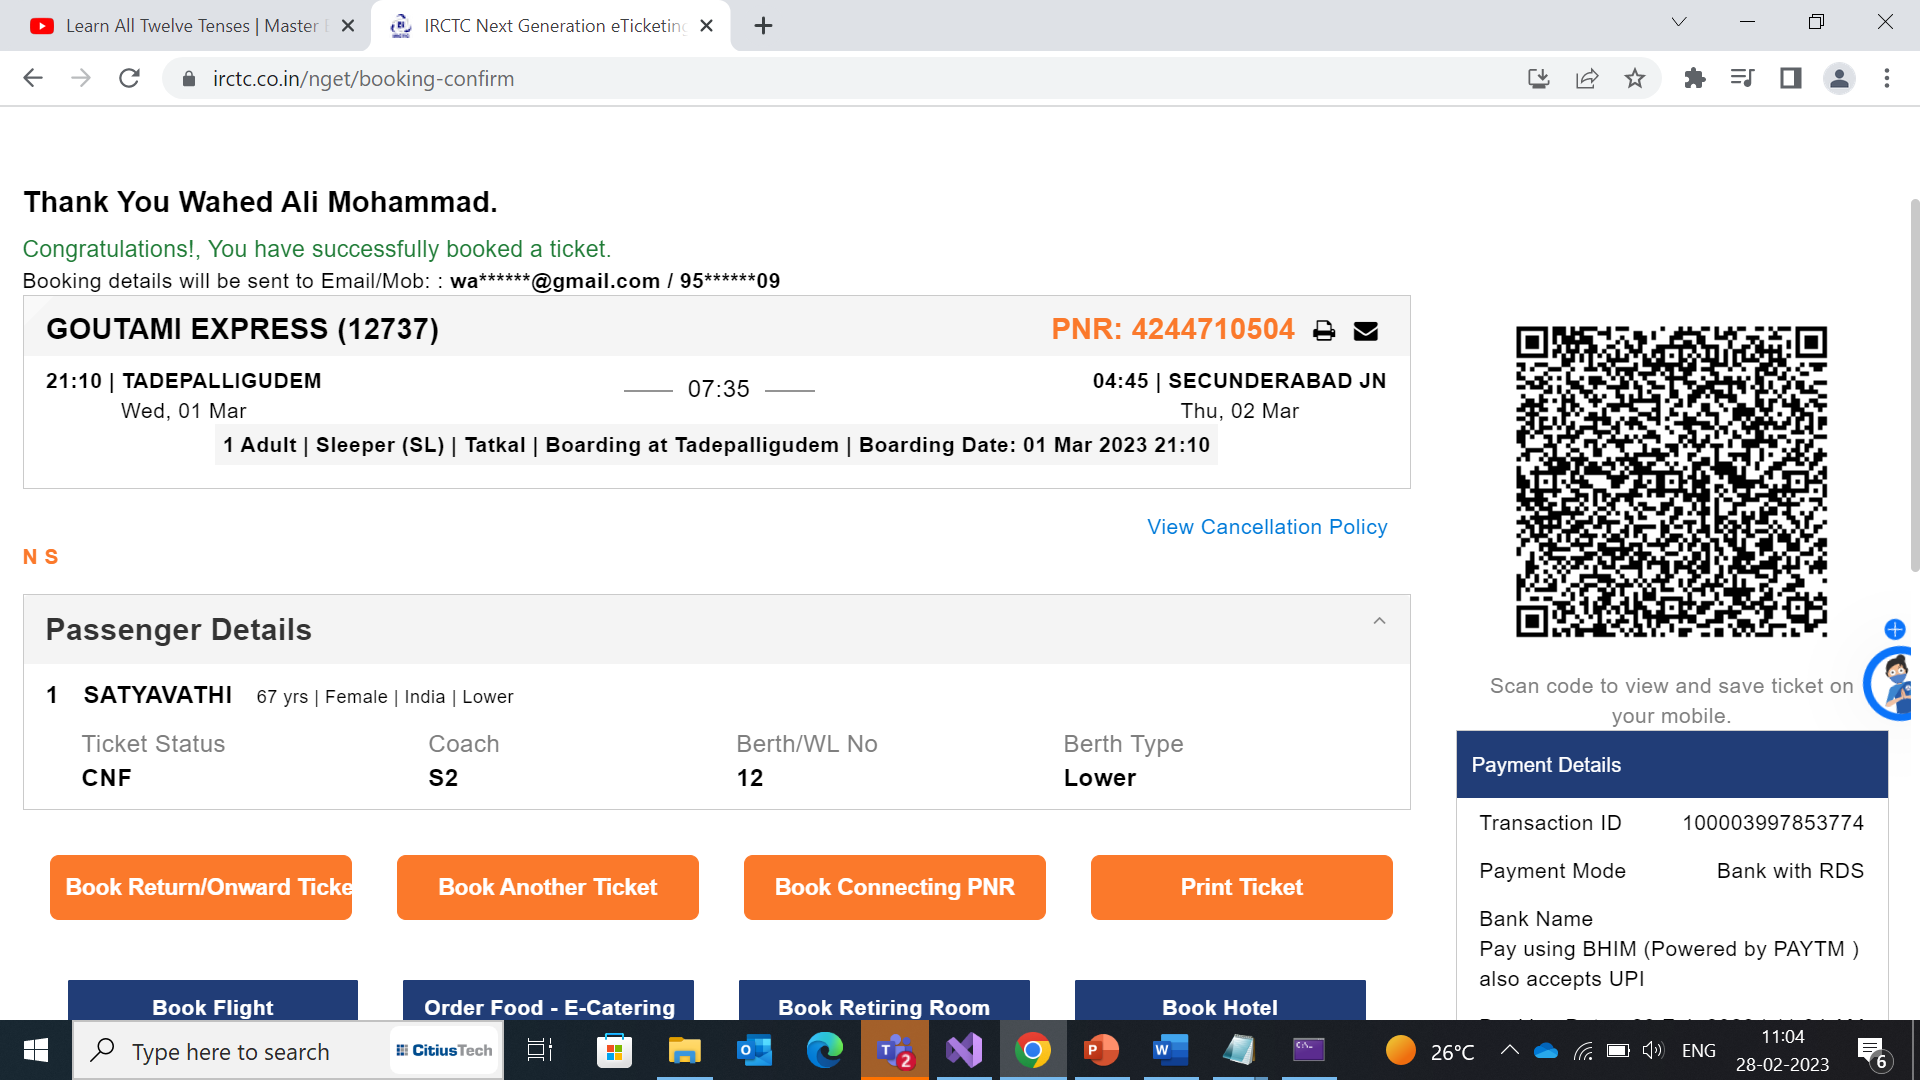 Learn All Twelve Tenses | Master
IRCTC Next Generation eTicketing
irctc.co.in/nget/booking-confirm
Thank You Wahed Ali Mohammad.
Congratulations!, You have successfully booked a ticket.
Booking details will be sent to Email/Mob: : wa******@gmail.com / 95******09
GOUTAMI EXPRESS (12737)
PNR: 4244710504
21:10 | TADEPALLIGUDEM
07:35
04:45 | SECUNDERABAD JN
Wed, 01 Mar
Thu, 02 Mar
1 Adult | Sleeper (SL) | Tatkal | Boarding at Tadepalligudem | Boarding Date: 01 Mar 2023 21:10
View Cancellation Policy
N S
Passenger Details
1 SATYAVATHI 67 yrs | Female | India | Lower
Ticket Status Coach Berth/WL No Berth Type
CNF S2 12 Lower
Book Return/Onward Ticke
Book Another Ticket
Book Connecting PNR
Print Ticket
Book Flight
Order Food - E-Catering
Book Retiring Room
Book Hotel
Scan code to view and save ticket on
your mobile.
Payment Details
Transaction ID 100003997853774
Payment Mode Bank with RDS
Bank Name
Pay using BHIM (Powered by PAYTM )
also accepts UPI
Type here to search
CitiusTech
2
26°C
ENG
11:04
28-02-2023
6